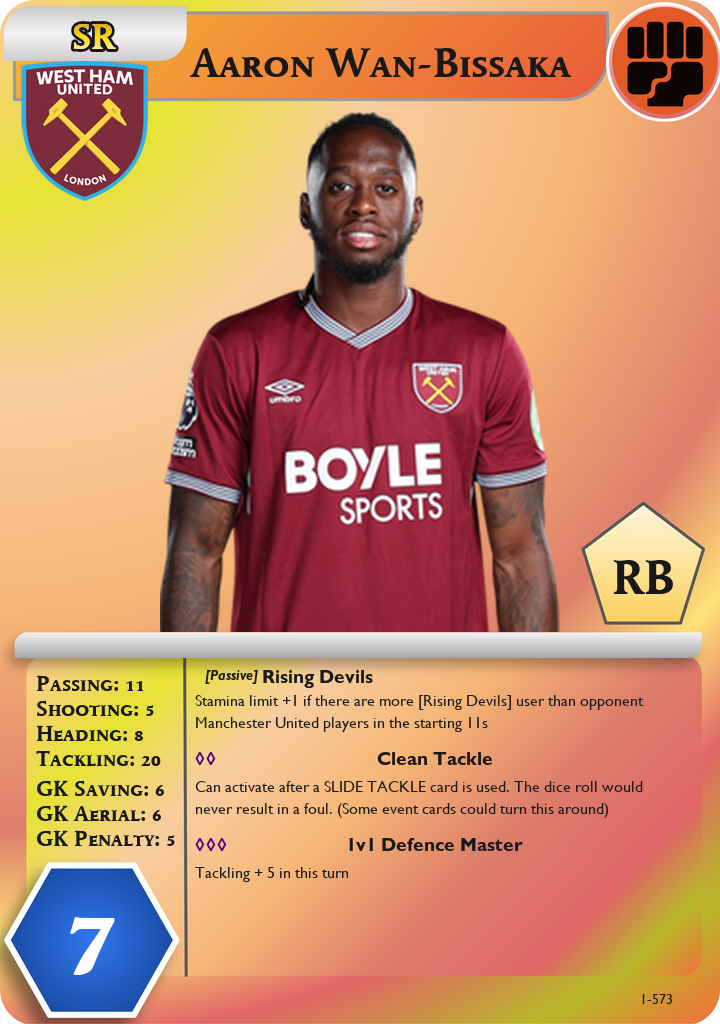 SR
Aaron Wan-Bissaka
WEST HAM
UNITED
LONDON
WEST HAM
UNITED
LONDON
umbro
BOYLE
SPORTS
RB
Passing: 11
Shooting: 5
Heading: 8
Tackling: 20
GK Saving: 6
GK Aerial: 6
GK Penalty: 5
7
[Passive] Rising Devils
Stamina limit +1 if there are more [Rising Devils] user than opponent
Manchester United players in the starting 11s
◊◊ Clean Tackle
Can activate after a SLIDE TACKLE card is used. The dice roll would
never result in a foul. (Some event cards could turn this around)
◊◊◊ 1v1 Defence Master
Tackling + 5 in this turn
1-573